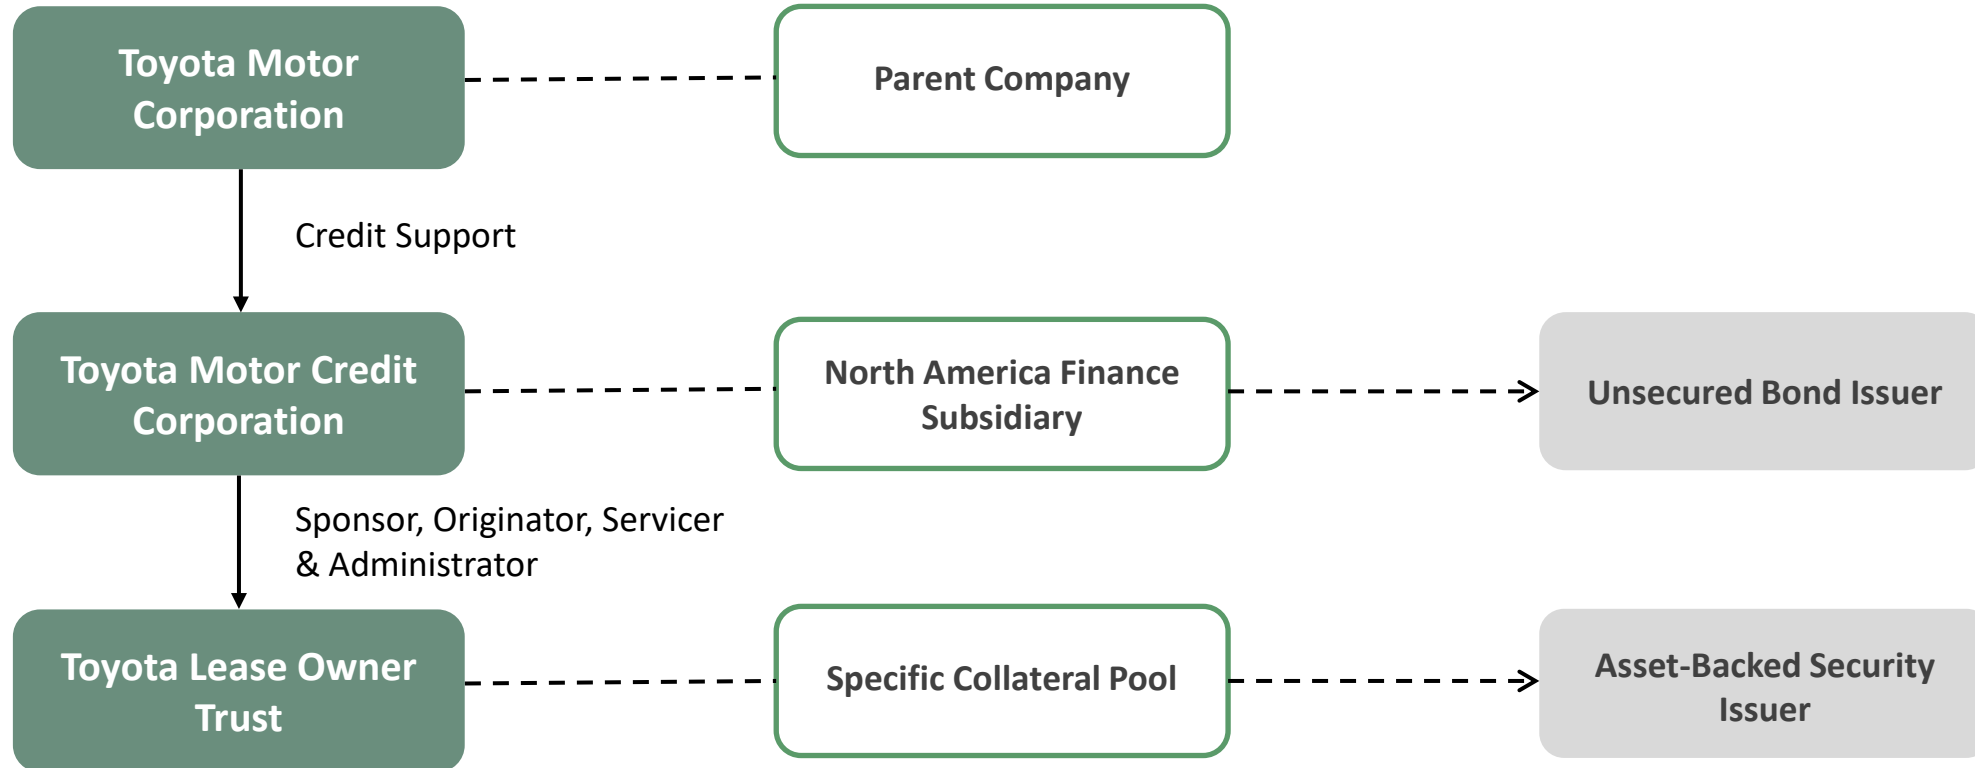 Toyota Motor
Corporation
Parent Company
Credit Support
Toyota Motor Credit
Corporation
North America Finance
Subsidiary
Unsecured Bond Issuer
Sponsor, Originator, Servicer
& Administrator
Toyota Lease Owner
Trust
Specific Collateral Pool
Asset-Backed Security
Issuer